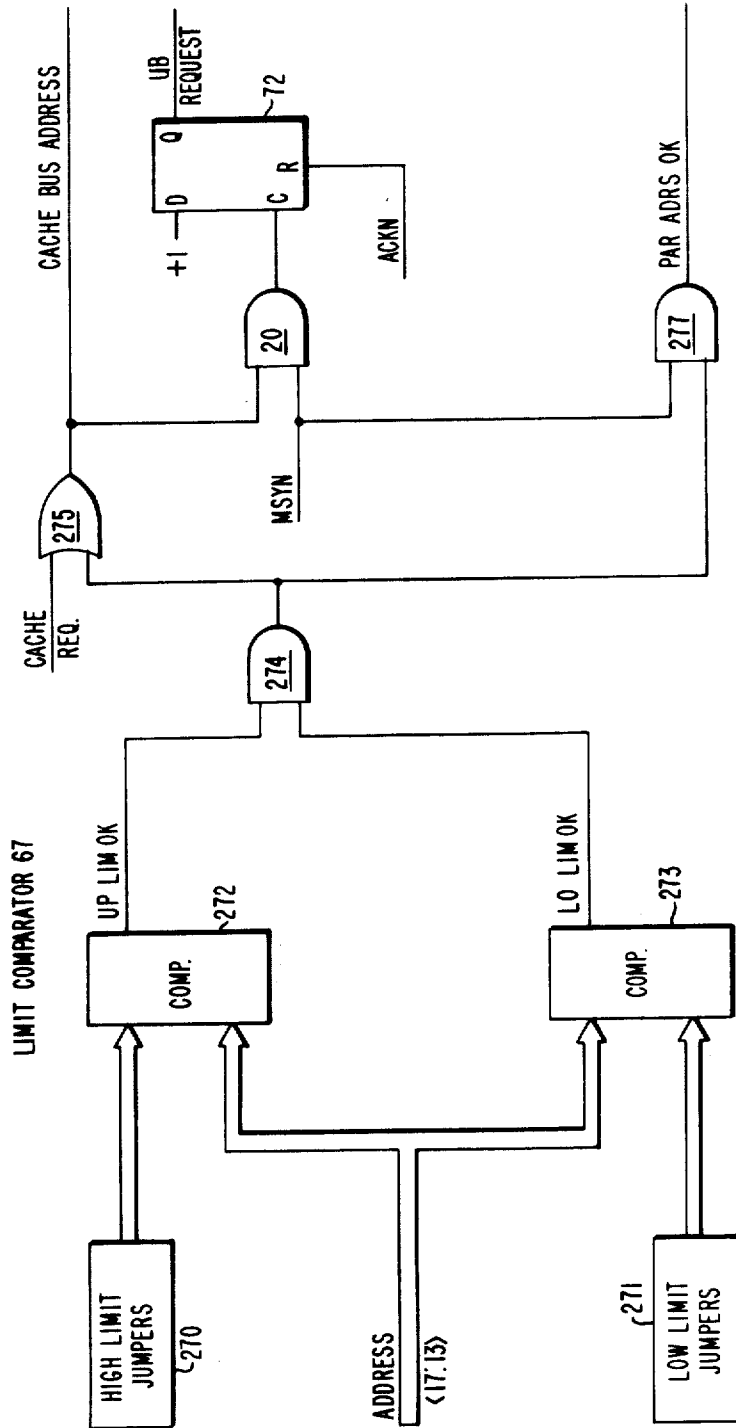 LIMIT COMPARATOR 67
HIGH LIMIT
JUMPERS
270
ADDRESS
<17:13>
LOW LIMIT
JUMPERS
271
COMP.
272
UP LIM OK
COMP.
273
LO LIM OK
274
CACHE
REQ.
275
CACHE BUS ADDRESS
MSYN
20
+1
D
Q
C
R
72
UB
REQUEST
ACKN
277
PAR ADRS OK